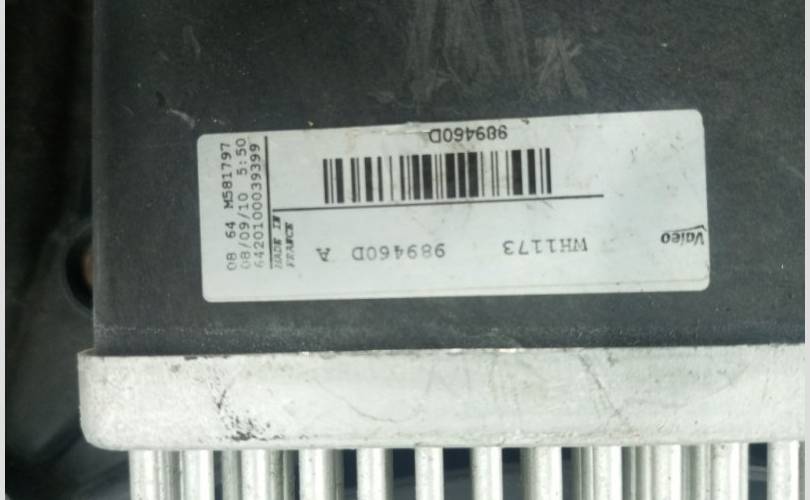 Valeo
WH1173
989460D A
989460D
MADE IN
FRANCE
08 64 M581797
08/09/10 5:50
6420100039399